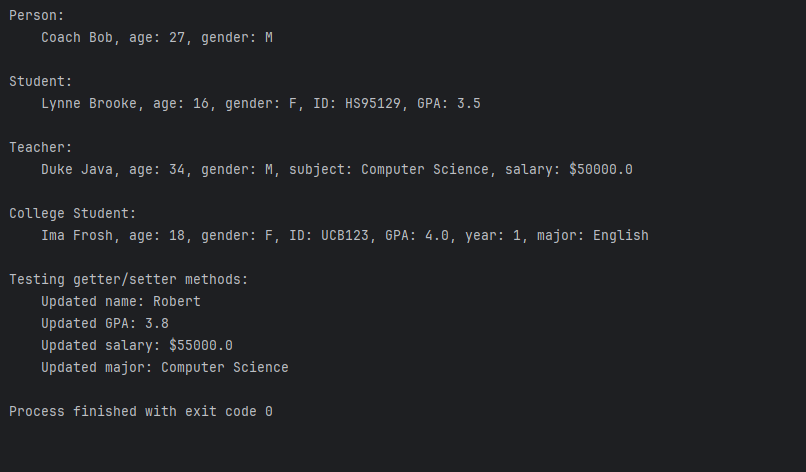 Person:
Coach Bob, age: 27, gender: M
Student:
Lynne Brooke, age: 16, gender: F, ID: HS95129, GPA: 3.5
Teacher:
Duke Java, age: 34, gender: M, subject: Computer Science, salary: $50000.0
College Student:
Ima Frosh, age: 18, gender: F, ID: UCB123, GPA: 4.0, year: 1, major: English
Testing getter/setter methods:
Updated name: Robert
Updated GPA: 3.8
Updated salary: $55000.0
Updated major: Computer Science
Process finished with exit code 0